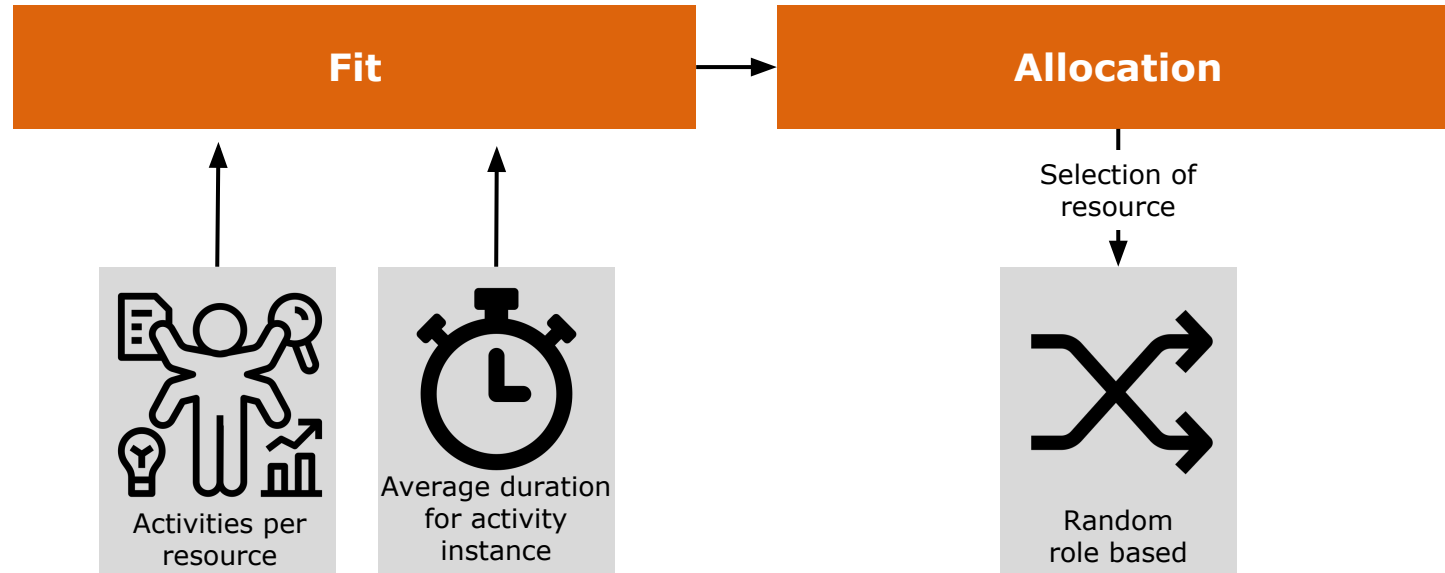 Fit
Allocation
Selection of
resource
Activities per
resource
Average duration
for activity
instance
Random
role based